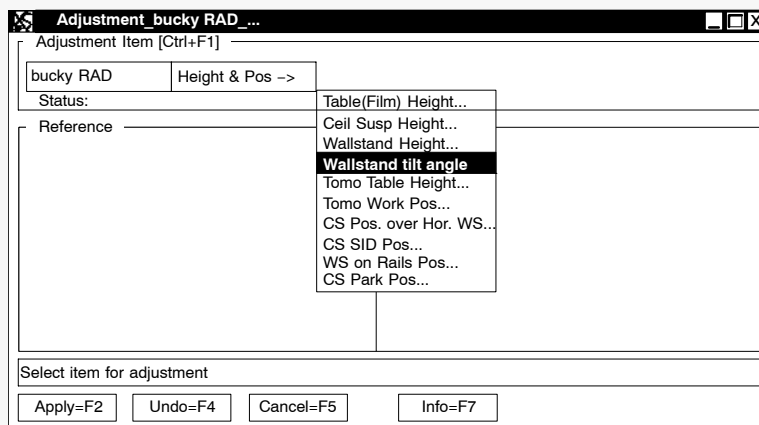 Adjustment_bucky RAD_...
Adjustment Item [Ctrl+F1]
bucky RAD
Height & Pos –>
Status:
Table(Film) Height...
Ceil Susp Height...
Wallstand Height...
Wallstand tilt angle
Tomo Table Height...
Tomo Work Pos...
CS Pos. over Hor. WS...
CS SID Pos...
WS on Rails Pos...
CS Park Pos...
Reference
Select item for adjustment
Apply=F2
Undo=F4
Cancel=F5
Info=F7